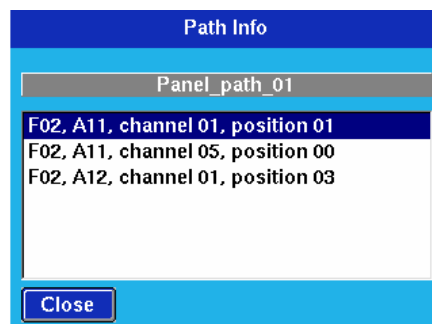 Path Info
Panel_path_01
F02, A11, channel 01, position 01
F02, A11, channel 05, position 00
F02, A12, channel 01, position 03
Close